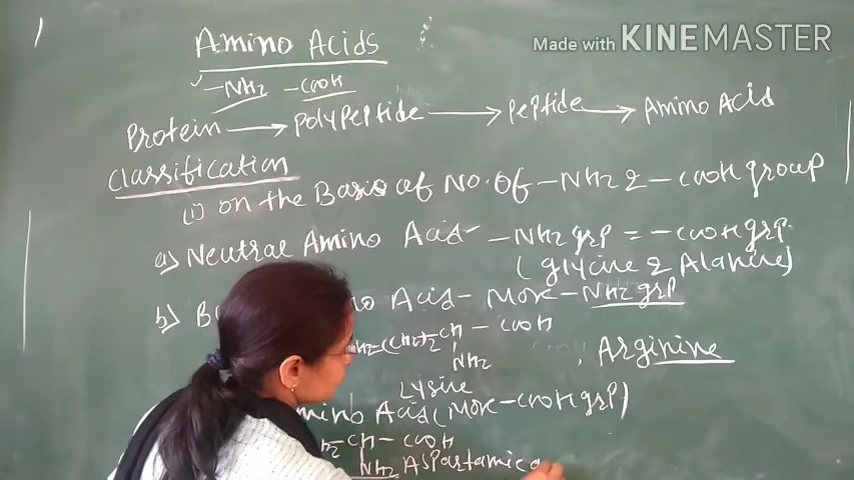 Made with KINEMASTER
Amino Acids
-NH2 -COOH
Protein → Polypeptide → Peptide → Amino Acid
Classification
(i) on the Basis of No. of -NH2 & -COOH group
a) Neutral Amino Acid - -NH2 grp = -COOH grp.
(Glycine & Alanine)
b) Acid - More -NH2 grp
CH - COOH
NH2
, Arginine
Lysine
Amino Acid (More -COOH grp)
-CH - COOH
NH2 Aspartamic